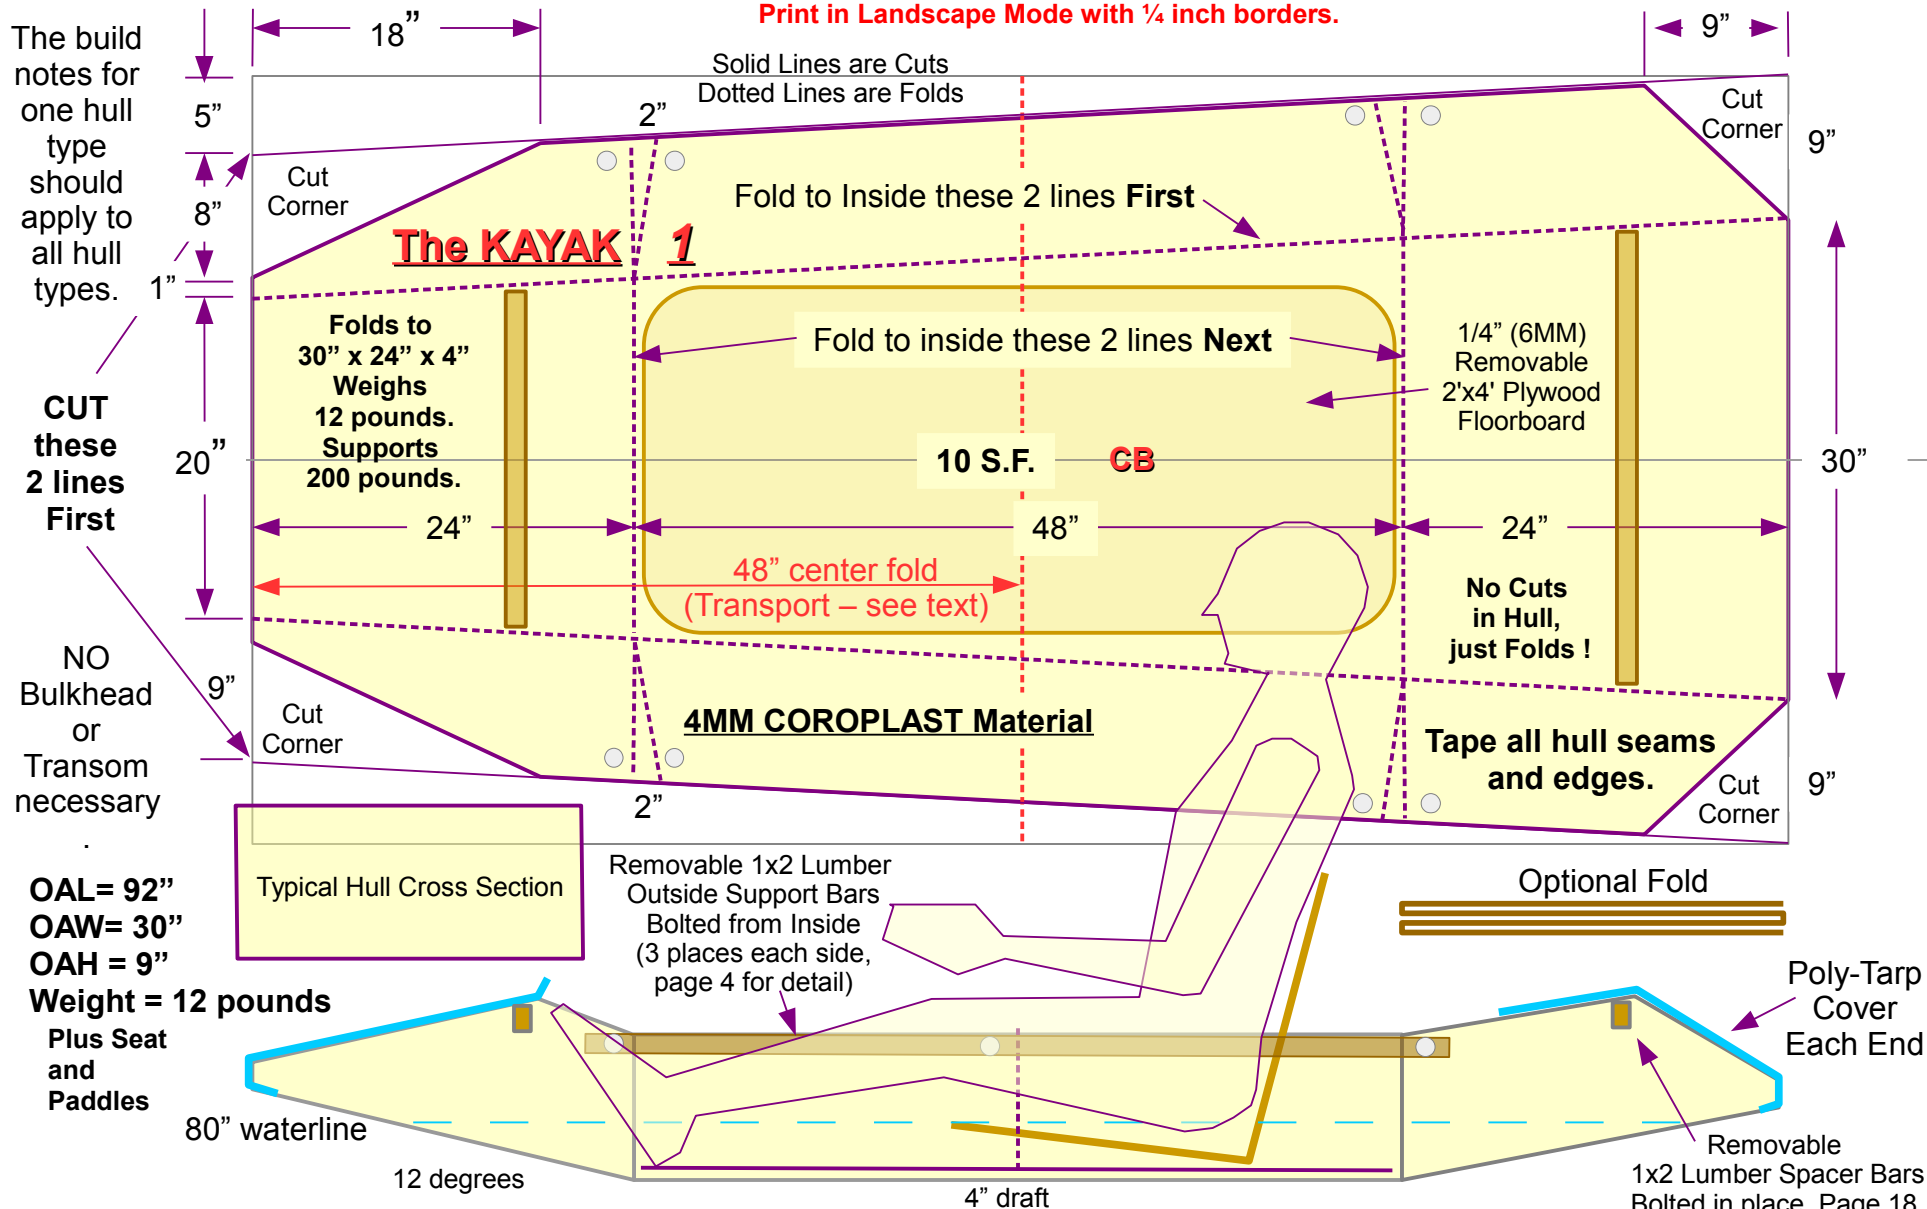 Print in Landscape Mode with ¼ inch borders.
18”
9”
The build
notes for
one hull
type
should
apply to
all hull
types.
Solid Lines are Cuts
Dotted Lines are Folds
5”
8”
1”
2”
Cut
Corner
Cut
Corner
9”
Fold to Inside these 2 lines First
The KAYAK 1
Folds to
30” x 24” x 4”
Weighs
12 pounds.
Supports
200 pounds.
Fold to inside these 2 lines Next
1/4” (6MM)
Removable
2'x4' Plywood
Floorboard
CUT
these
2 lines
First
20”
10 S.F.
CB
30”
24”
48”
24”
48” center fold
(Transport – see text)
No Cuts
in Hull,
just Folds !
NO
Bulkhead
or
Transom
necessary
.
9”
Cut
Corner
4MM COROPLAST Material
Tape all hull seams
and edges.
Cut
Corner
9”
2”
Typical Hull Cross Section
Removable 1x2 Lumber
Outside Support Bars
Bolted from Inside
(3 places each side,
page 4 for detail)
Optional Fold
OAL= 92”
OAW= 30”
OAH = 9”
Weight = 12 pounds
Plus Seat
and
Paddles
Poly-Tarp
Cover
Each End
80” waterline
12 degrees
4” draft
Removable
1x2 Lumber Spacer Bars
Bolted in place. Page 18